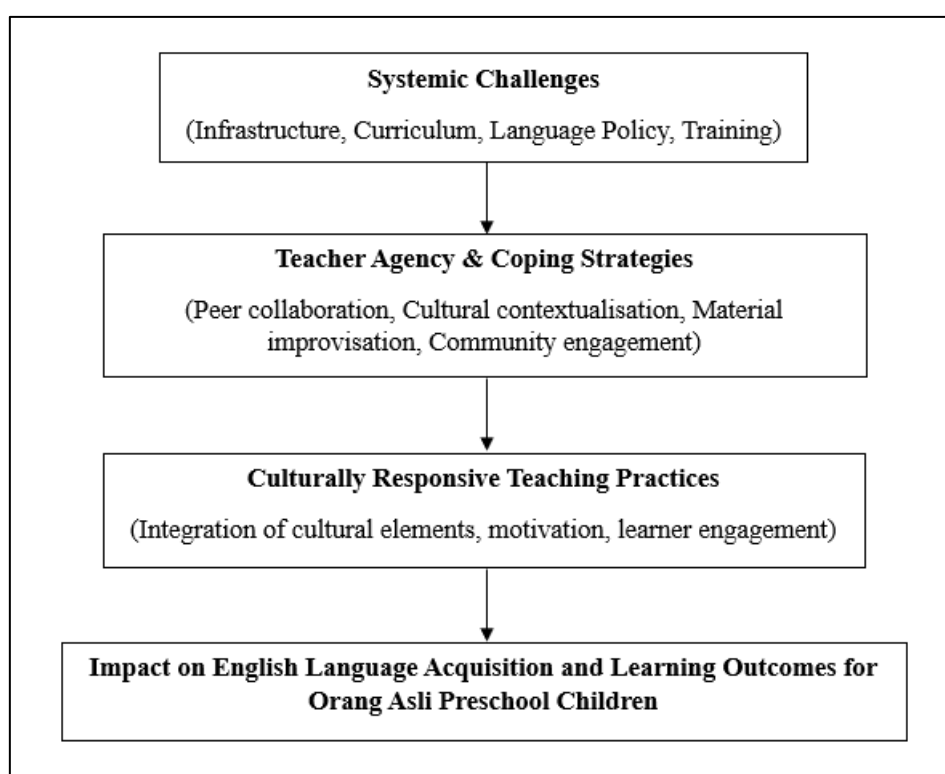 Systemic Challenges
(Infrastructure, Curriculum, Language Policy, Training)
Teacher Agency & Coping Strategies
(Peer collaboration, Cultural contextualisation, Material
improvisation, Community engagement)
Culturally Responsive Teaching Practices
(Integration of cultural elements, motivation, learner engagement)
Impact on English Language Acquisition and Learning Outcomes for
Orang Asli Preschool Children